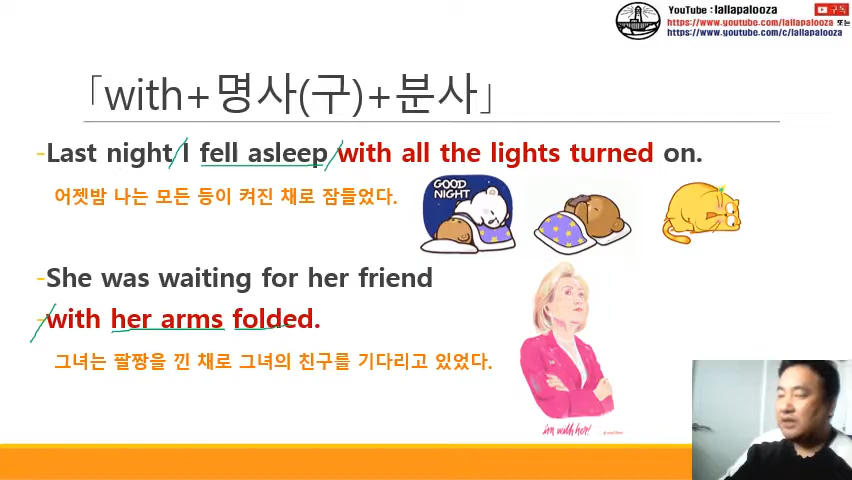 YouTube : lallapalooza
구독
https://www.youtube.com/lallapalooza 또는
https://www.youtube.com/c/lallapalooza
「with+명사(구)+분사」
-Last night I fell asleep with all the lights turned on.
어젯밤 나는 모든 등이 켜진 채로 잠들었다.
GOOD
NIGHT
-She was waiting for her friend
-with her arms folded.
그녀는 팔짱을 낀 채로 그녀의 친구를 기다리고 있었다.
i'm with her!